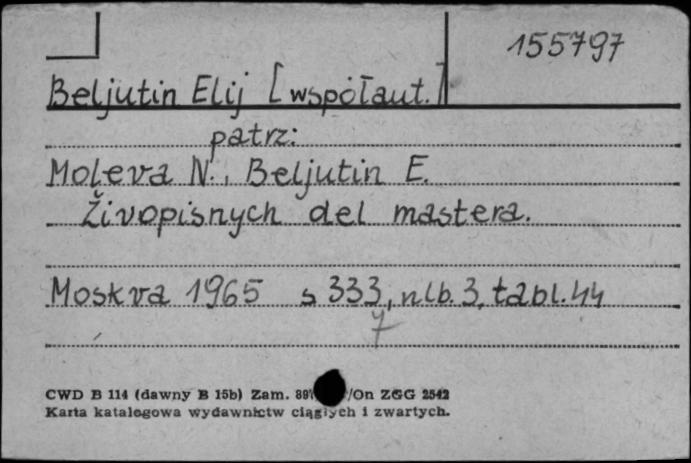 155797
Beljutin Elij [współaut.]
patrz:
Moleva N., Beljutin E.
Živopisnych del mastera.
Moskva 1965 s 333, nlb. 3, tabl. 44
7
CWD B 114 (dawny B 15b) Zam. /On ZGG 2542
Karta katalogowa wydawnictw ciągłych i zwartych.